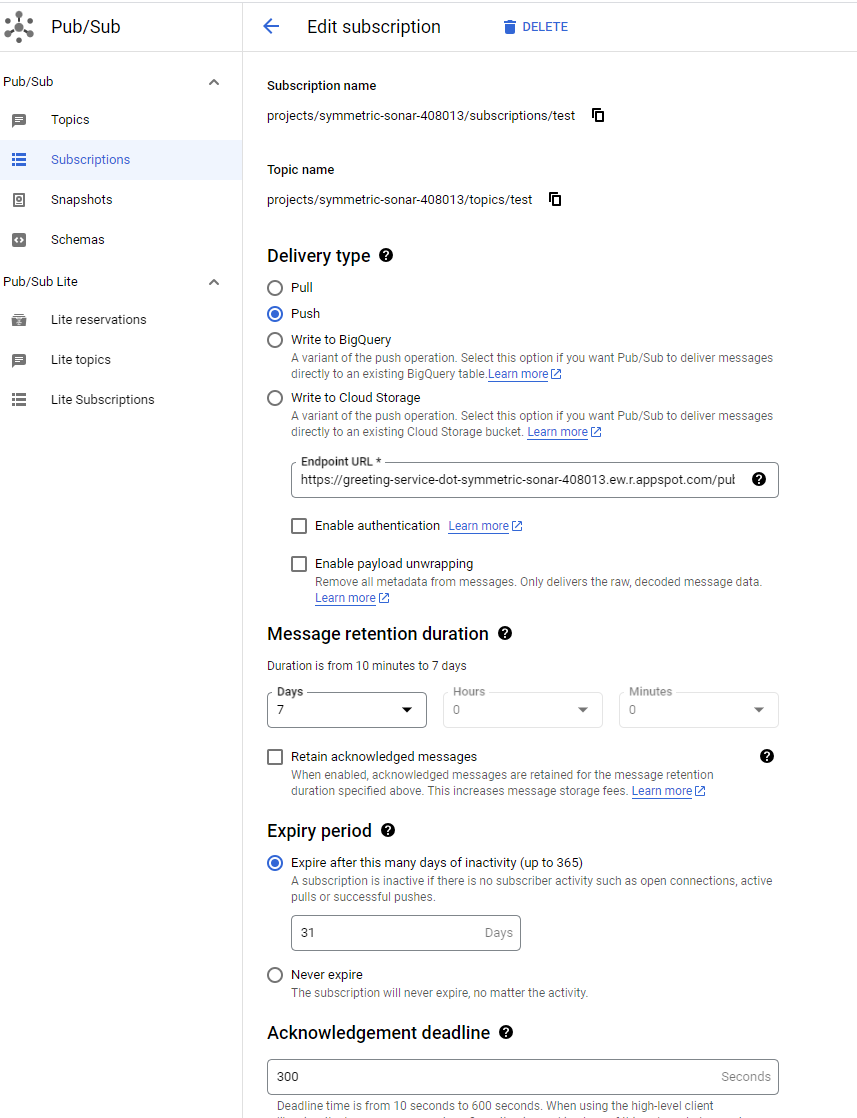 Pub/Sub
Edit subscription
DELETE
Pub/Sub
Topics
Subscriptions
Snapshots
Schemas
Pub/Sub Lite
Lite reservations
Lite topics
Lite Subscriptions
Subscription name
projects/symmetric-sonar-408013/subscriptions/test
Topic name
projects/symmetric-sonar-408013/topics/test
Delivery type
Pull
Push
Write to BigQuery
A variant of the push operation. Select this option if you want Pub/Sub to deliver messages
directly to an existing BigQuery table.Learn more
Write to Cloud Storage
A variant of the push operation. Select this option if you want Pub/Sub to deliver messages
directly to an existing Cloud Storage bucket. Learn more
Endpoint URL *
https://greeting-service-dot-symmetric-sonar-408013.ew.r.appspot.com/pub
Enable authentication Learn more
Enable payload unwrapping
Remove all metadata from messages. Only delivers the raw, decoded message data.
Learn more
Message retention duration
Duration is from 10 minutes to 7 days
Days Hours Minutes
7 0 0
Retain acknowledged messages
When enabled, acknowledged messages are retained for the message retention
duration specified above. This increases message storage fees. Learn more
Expiry period
Expire after this many days of inactivity (up to 365)
A subscription is inactive if there is no subscriber activity such as open connections, active
pulls or successful pushes.
31 Days
Never expire
The subscription will never expire, no matter the activity.
Acknowledgement deadline
300 Seconds
Deadline time is from 10 seconds to 600 seconds. When using the high-level client